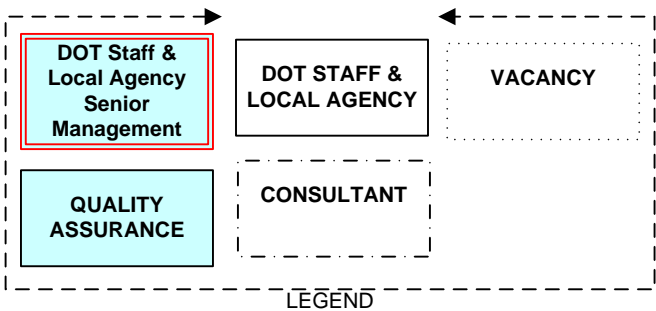 DOT Staff &
Local Agency
Senior
Management
DOT STAFF &
LOCAL AGENCY
VACANCY
QUALITY
ASSURANCE
CONSULTANT
LEGEND